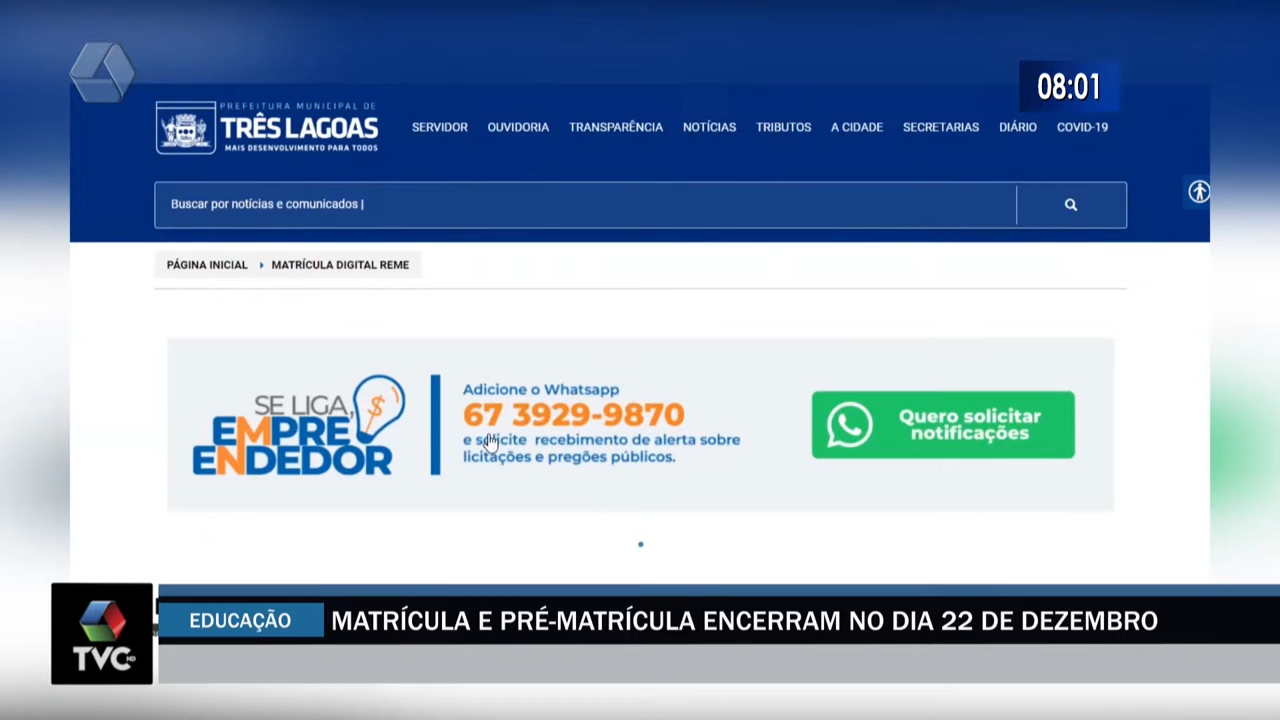 08:01
PREFEITURA MUNICIPAL DE
TRÊS LAGOAS
MAIS DESENVOLVIMENTO PARA TODOS
SERVIDOR OUVIDORIA TRANSPARÊNCIA NOTÍCIAS TRIBUTOS A CIDADE SECRETARIAS DIÁRIO COVID-19
Buscar por notícias e comunicados |
PÁGINA INICIAL MATRÍCULA DIGITAL REME
SE LIGA,
EMPRE
ENDEDOR
Adicione o Whatsapp
67 3929-9870
e solicite recebimento de alerta sobre
licitações e pregões públicos.
Quero solicitar
notificações
EDUCAÇÃO MATRÍCULA E PRÉ-MATRÍCULA ENCERRAM NO DIA 22 DE DEZEMBRO
TVC HD